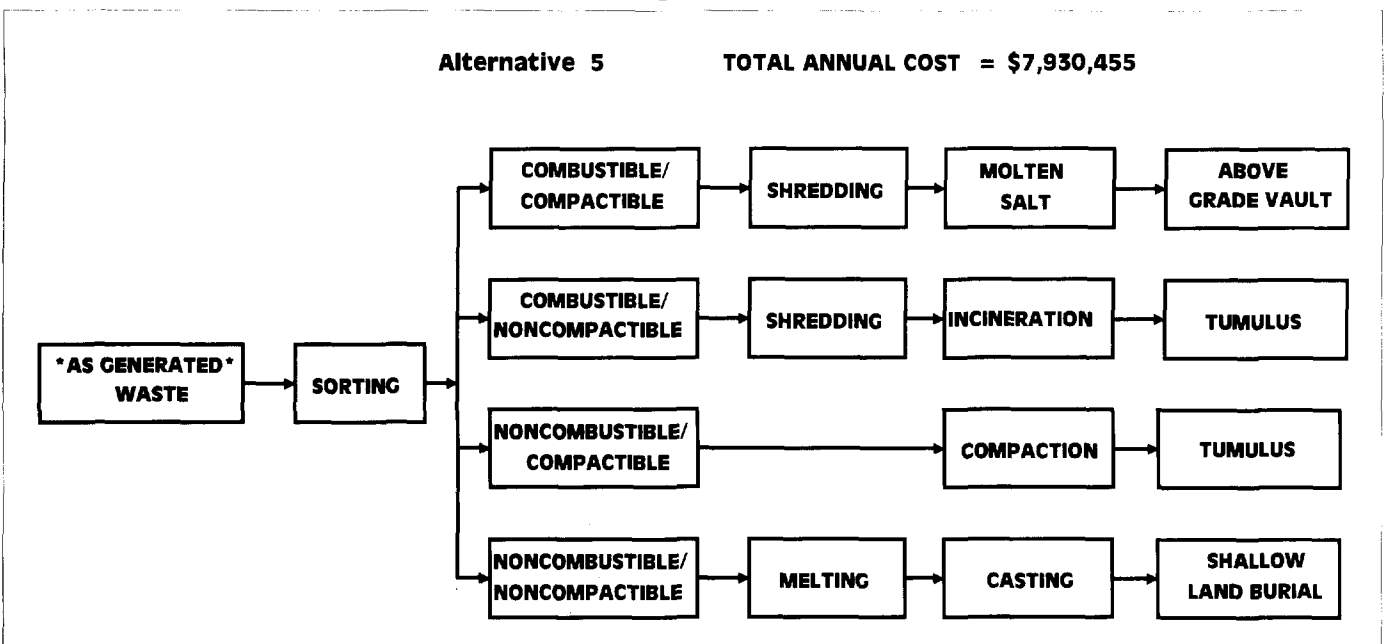 Alternative 5 TOTAL ANNUAL COST = $7,930,455
COMBUSTIBLE/
COMPACTIBLE
SHREDDING
MOLTEN
SALT
ABOVE
GRADE VAULT
COMBUSTIBLE/
NONCOMPACTIBLE
SHREDDING
INCINERATION
TUMULUS
"AS GENERATED"
WASTE
SORTING
NONCOMBUSTIBLE/
COMPACTIBLE
COMPACTION
TUMULUS
NONCOMBUSTIBLE/
NONCOMPACTIBLE
MELTING
CASTING
SHALLOW
LAND BURIAL